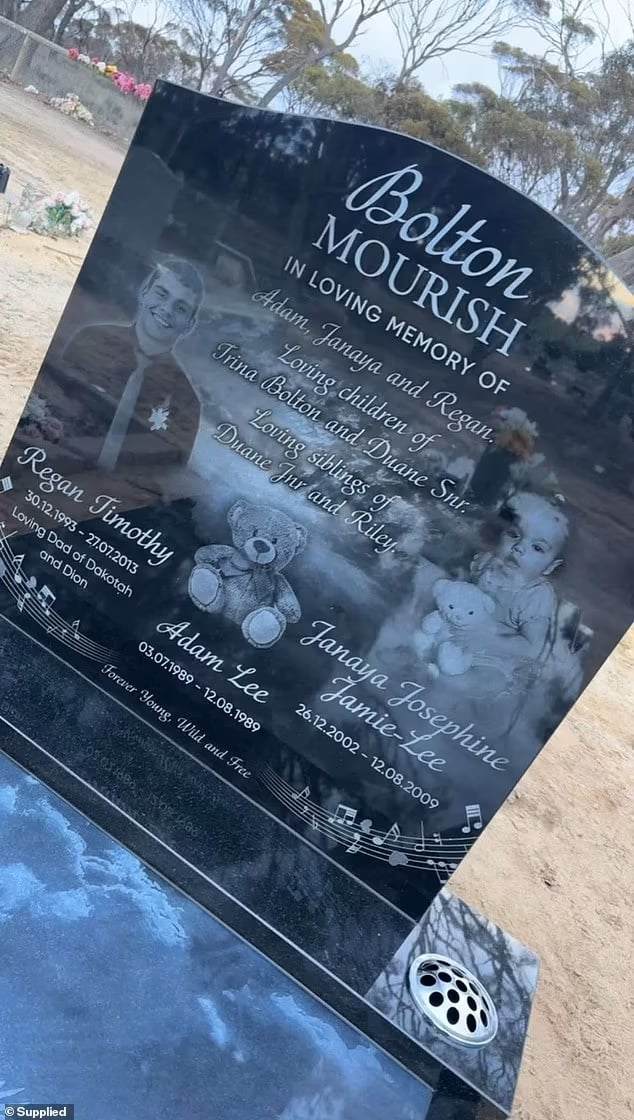 Bolton
MOURISH
IN LOVING MEMORY OF
Adam, Janaya and Regan.
Loving children of
Trina Bolton and Duane Snr.
Loving siblings of
Duane Jnr and Riley.
Regan Timothy
30.12.1993 - 27.07.2013
Loving Dad of Dakotah
and Dion
Adam Lee
03.07.1989 - 12.08.1989
Janaya Josephine
Jamie-Lee
26.12.2002 - 12.08.2009
Forever Young, Wild and Free
© Supplied